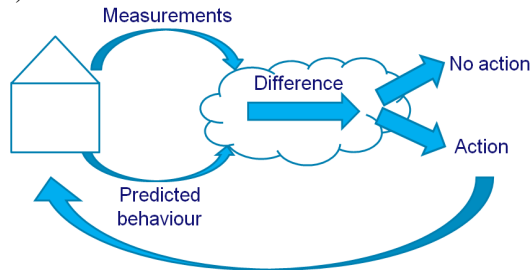 Measurements
Difference
No action
Action
Predicted
behaviour